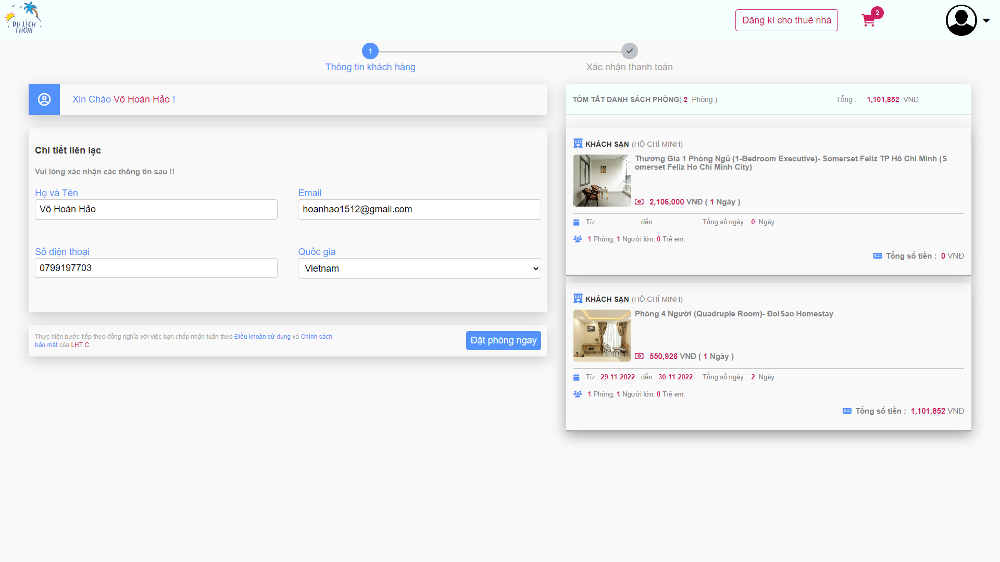 DU LỊCH
THƠIII
Đăng kí cho thuê nhà
2
1
Thông tin khách hàng
Xác nhận thanh toán
Xin Chào Võ Hoàn Hảo !
Chi tiết liên lạc
Vui lòng xác nhận các thông tin sau !!
Họ và Tên
Võ Hoàn Hảo
Email
hoanhao1512@gmail.com
Số điện thoại
0799197703
Quốc gia
Vietnam
Thực hiện bước tiếp theo đồng nghĩa với việc bạn chấp nhận tuân theo Điều khoản sử dụng và Chính sách
bảo mật của LHT C.
Đặt phòng ngay
TÓM TẮT DANH SÁCH PHÒNG( 2 Phòng )
Tổng : 1,101,852 VNĐ
KHÁCH SẠN (HỒ CHÍ MINH)
Thương Gia 1 Phòng Ngủ (1-Bedroom Executive)- Somerset Feliz TP Hồ Chí Minh (S
omerset Feliz Ho Chi Minh City)
2,106,000 VNĐ ( 1 Ngày )
Từ đến Tổng số ngày : 0 Ngày
1 Phòng, 1 Người lớn, 0 Trẻ em.
Tổng số tiền : 0 VNĐ
KHÁCH SẠN (HỒ CHÍ MINH)
Phòng 4 Người (Quadruple Room)- ĐoiSao Homestay
550,926 VNĐ ( 1 Ngày )
Từ 29-11-2022 đến 30-11-2022 Tổng số ngày : 2 Ngày
1 Phòng, 1 Người lớn, 0 Trẻ em.
Tổng số tiền : 1,101,852 VNĐ